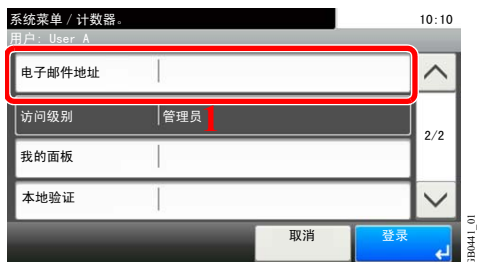 系统菜单 / 计数器。 10:10
用户: User A
电子邮件地址
访问级别 管理员 1
2/2
我的面板
本地验证
取消 登录
GB0441_01